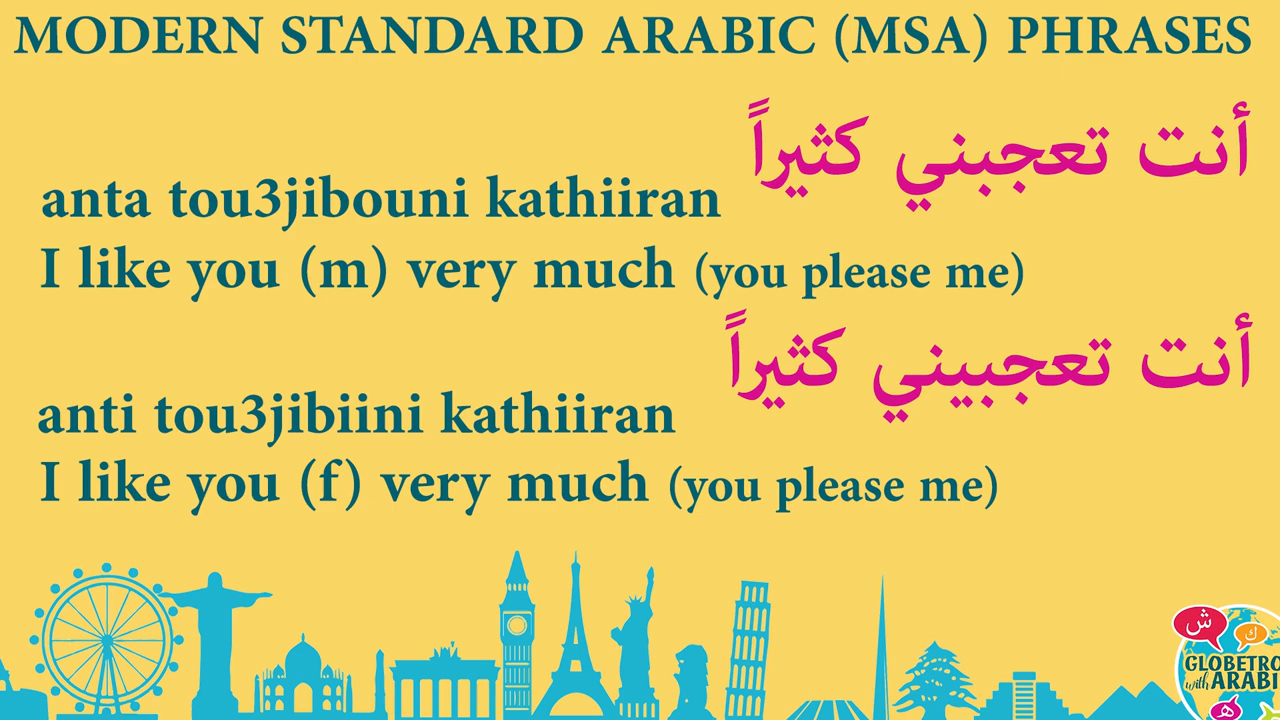 MODERN STANDARD ARABIC (MSA) PHRASES
أنت تعجبني كثيراً
anta tou3jibouni kathiiran
I like you (m) very much (you please me)
أنت تعجبيني كثيراً
anti tou3jibiini kathiiran
I like you (f) very much (you please me)
ش
ك
GLOBETRO
with ARABI
ه